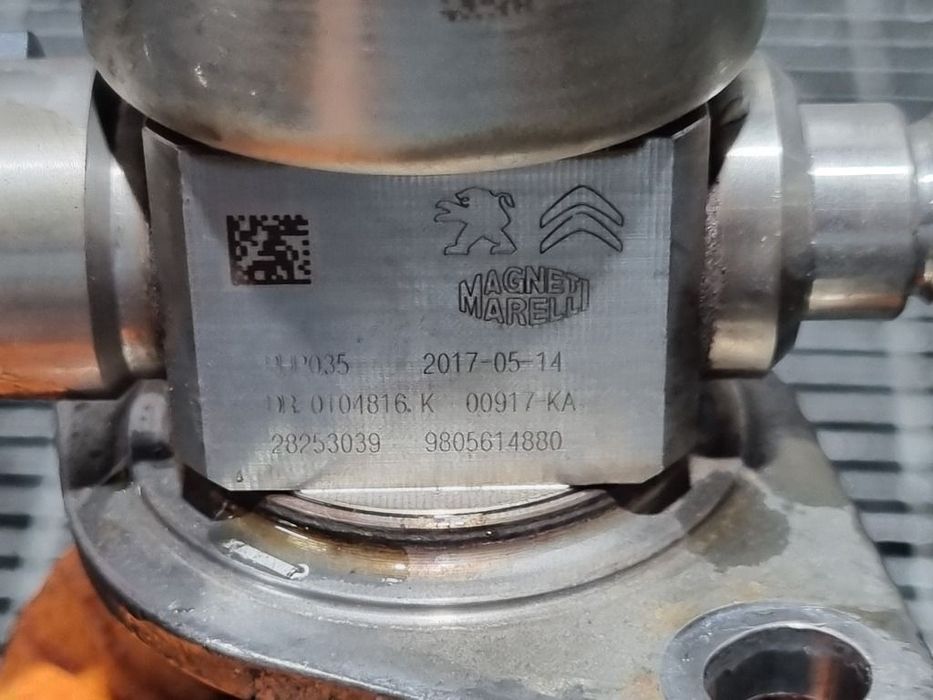 MAGNETI
MARELLI
2017-05-14
0104816.K 00917-KA
28253039 9805614880